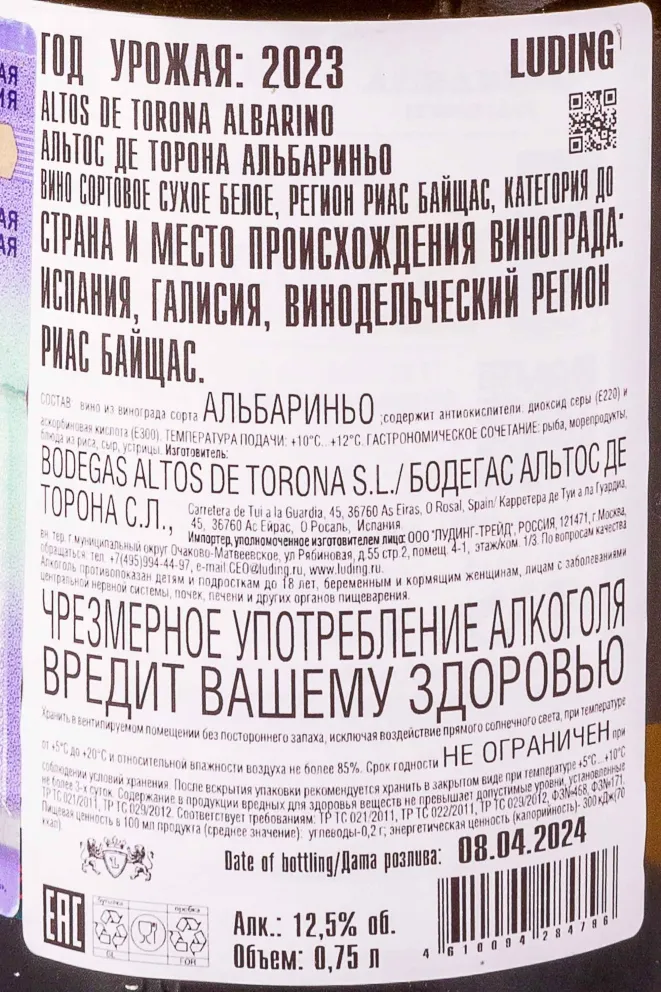 ГОД УРОЖАЯ: 2023
LUDING
ALTOS DE TORONA ALBARINO
АЛЬТОС ДЕ ТОРОНА АЛЬБАРИНЬО
ВИНО СОРТОВОЕ СУХОЕ БЕЛОЕ, РЕГИОН РИАС БАЙЩАС, КАТЕГОРИЯ DO
СТРАНА И МЕСТО ПРОИСХОЖДЕНИЯ ВИНОГРАДА:
ИСПАНИЯ, ГАЛИСИЯ, ВИНОДЕЛЬЧЕСКИЙ РЕГИОН
РИАС БАЙЩАС.
СОСТАВ: вино из винограда сорта АЛЬБАРИНЬО ;содержит антиокислители: диоксид серы (E220) и
аскорбиновая кислота (E300). ТЕМПЕРАТУРА ПОДАЧИ: +10°C...+12°C. ГАСТРОНОМИЧЕСКОЕ СОЧЕТАНИЕ: рыба, морепродукты,
блюда из риса, сыр, устрицы. Изготовитель:
BODEGAS ALTOS DE TORONA S.L./ БОДЕГАС АЛЬТОС ДЕ
ТОРОНА С.Л., Carretera de Tui a la Guardia, 45, 36760 As Eiras, O Rosal, Spain/ Карретера де Туи а ла Гуардиа,
45, 36760 Ас Ейрас, О Росаль, Испания.
Импортер, уполномоченное изготовителем лицо: ООО "ЛУДИНГ-ТРЕЙД", РОССИЯ, 121471, г.Москва,
вн. тер. г. муниципальный округ Очаково-Матвеевское, ул Рябиновая, д.55 стр.2, помещ. 4-1, этаж/ком. 1/3. По вопросам качества
обращаться: тел. +7(495)994-44-97, e-mail:CEO@luding.ru, www.luding.ru.
Алкоголь противопоказан детям и подросткам до 18 лет, беременным и кормящим женщинам, лицам с заболеваниями
центральной нервной системы, почек, печени и других органов пищеварения.
ЧРЕЗМЕРНОЕ УПОТРЕБЛЕНИЕ АЛКОГОЛЯ
ВРЕДИТ ВАШЕМУ ЗДОРОВЬЮ
Хранить в вентилируемом помещении без постороннего запаха, исключая воздействие прямого солнечного света, при температуре
от +5°C до +20°C и относительной влажности воздуха не более 85%. Срок годности НЕ ОГРАНИЧЕН при
соблюдении условий хранения. После вскрытия упаковки рекомендуется хранить в закрытом виде при температуре +5°C...+10°C
не более 3-х суток. Содержание в продукции вредных для здоровья веществ не превышает допустимые уровни, установленные
ТР ТС 021/2011, ТР ТС 029/2012. Соответствует требованиям: ТР ТС 021/2011, ТР ТС 022/2011, ТР ТС 029/2012, ФЗ№468, ФЗ№171.
Пищевая ценность в 100 мл продукта (среднее значение): углеводы-0,2 г; энергетическая ценность (калорийность)- 300 кДж(70
ккал).
Date of bottling/Дата розлива: 08.04.2024
EAC
бутылка
пробка
GL
FOR
Алк.: 12,5% об.
Объем: 0,75 л
4 610094 284796